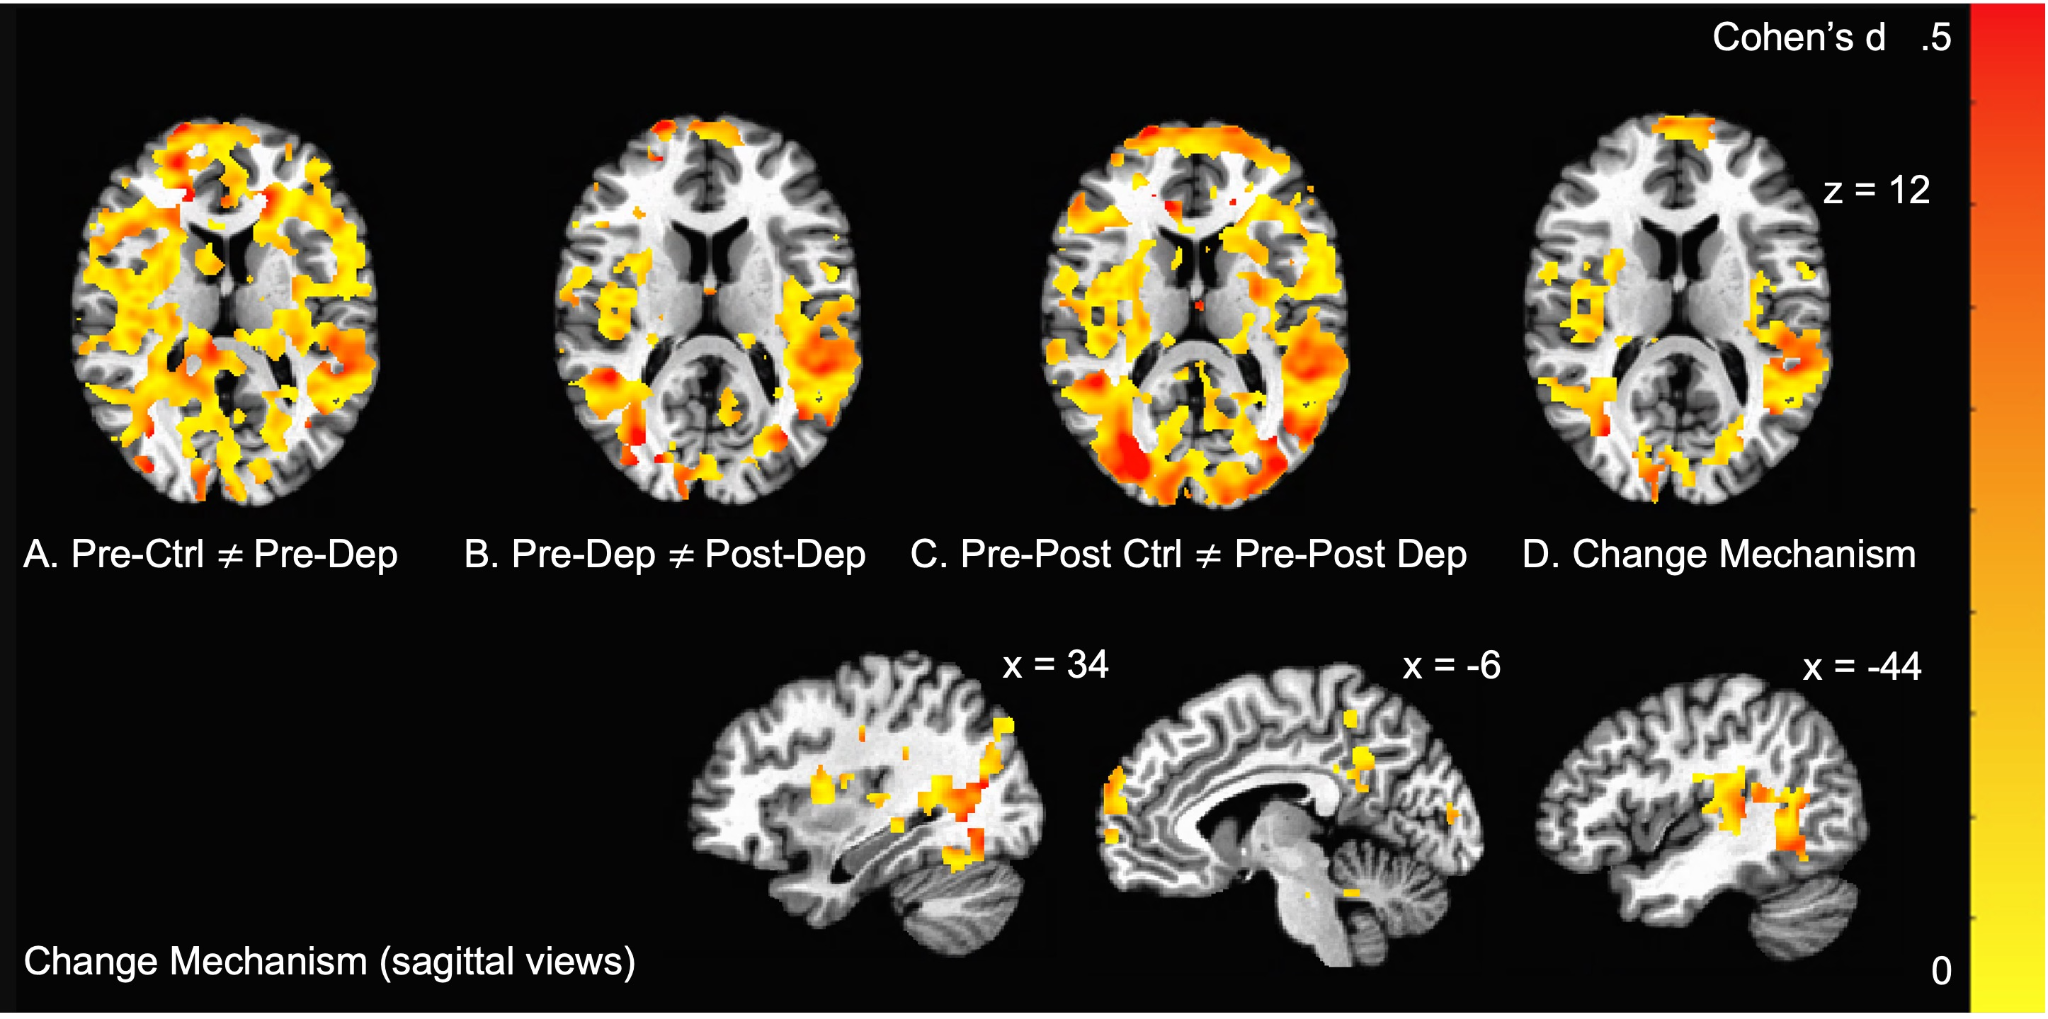 Cohen’s d .5
z = 12
A. Pre-Ctrl ≠ Pre-Dep
B. Pre-Dep ≠ Post-Dep
C. Pre-Post Ctrl ≠ Pre-Post Dep
D. Change Mechanism
x = 34
x = -6
x = -44
Change Mechanism (sagittal views)
0